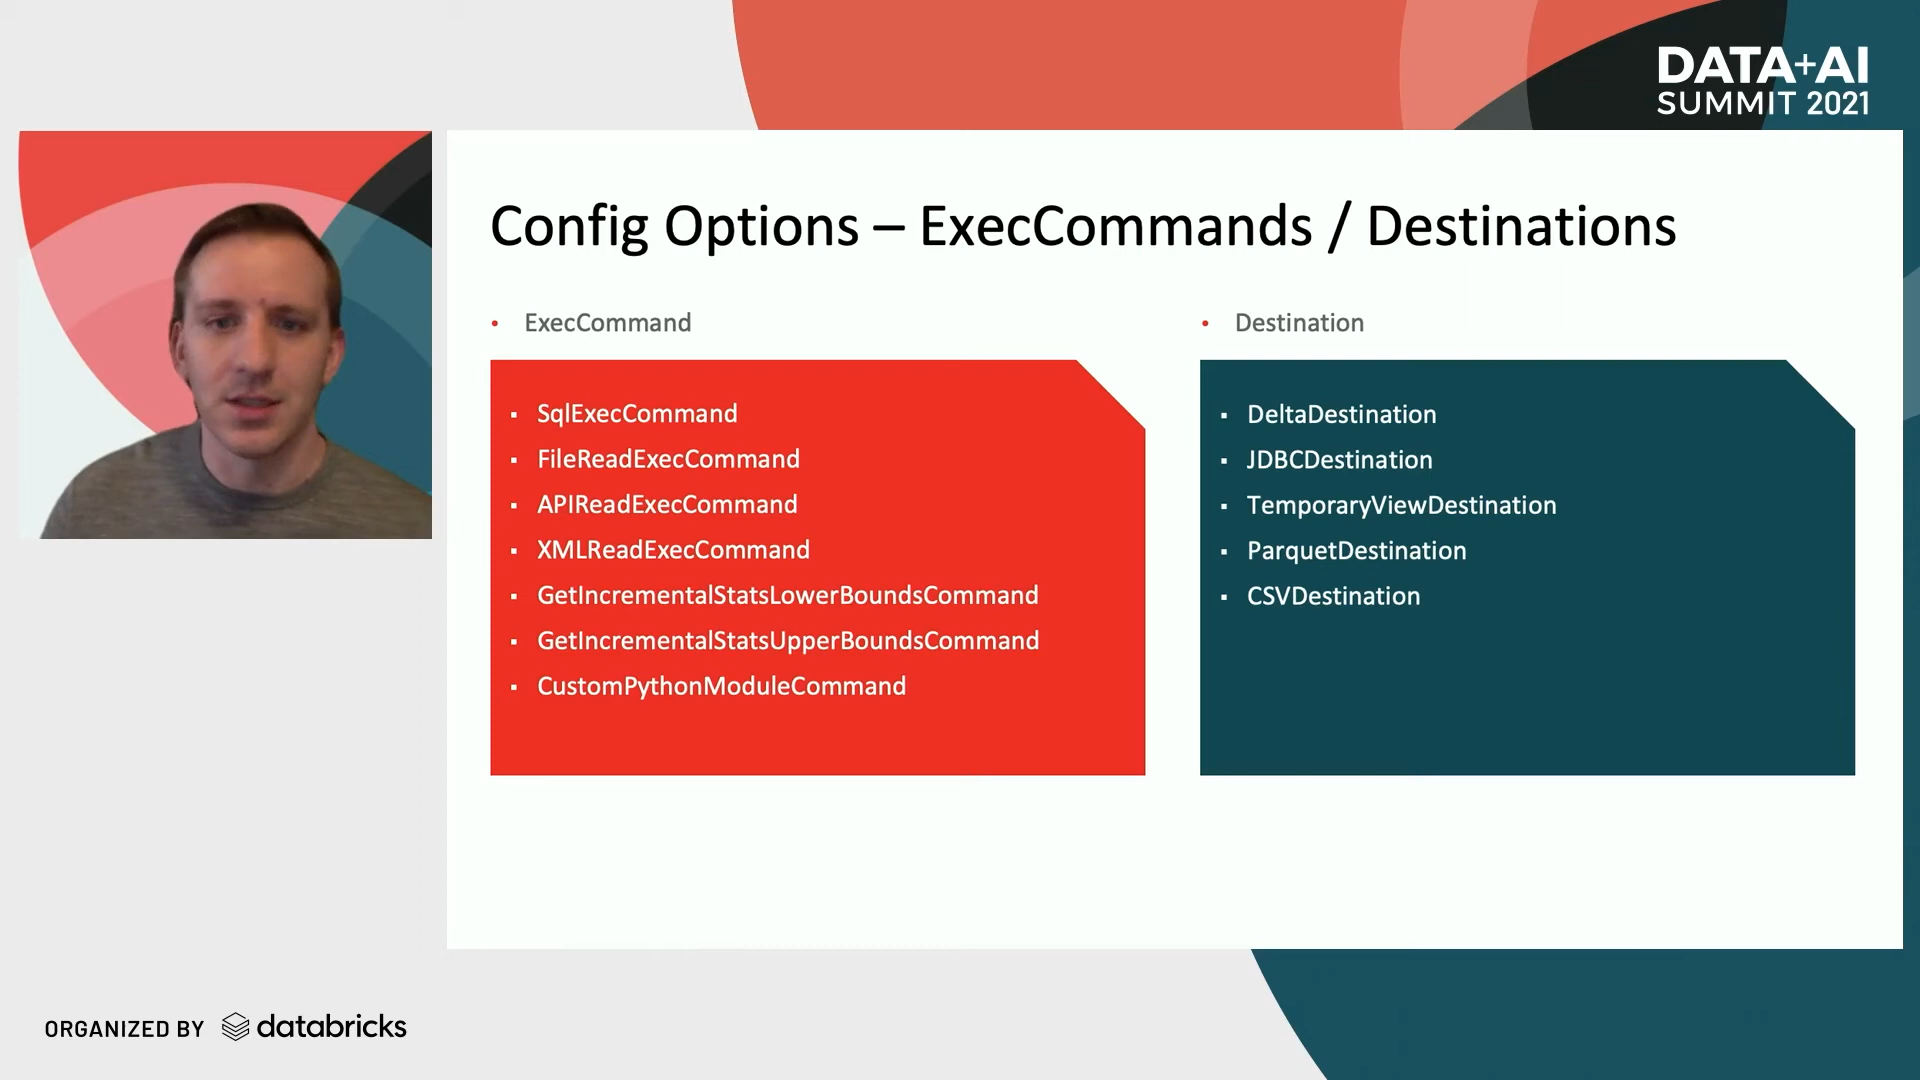 DATA+AI
SUMMIT 2021
Config Options – ExecCommands / Destinations
• ExecCommand
▪ SqlExecCommand
▪ FileReadExecCommand
▪ APIReadExecCommand
▪ XMLReadExecCommand
▪ GetIncrementalStatsLowerBoundsCommand
▪ GetIncrementalStatsUpperBoundsCommand
▪ CustomPythonModuleCommand
• Destination
▪ DeltaDestination
▪ JDBCDestination
▪ TemporaryViewDestination
▪ ParquetDestination
▪ CSVDestination
ORGANIZED BY databricks